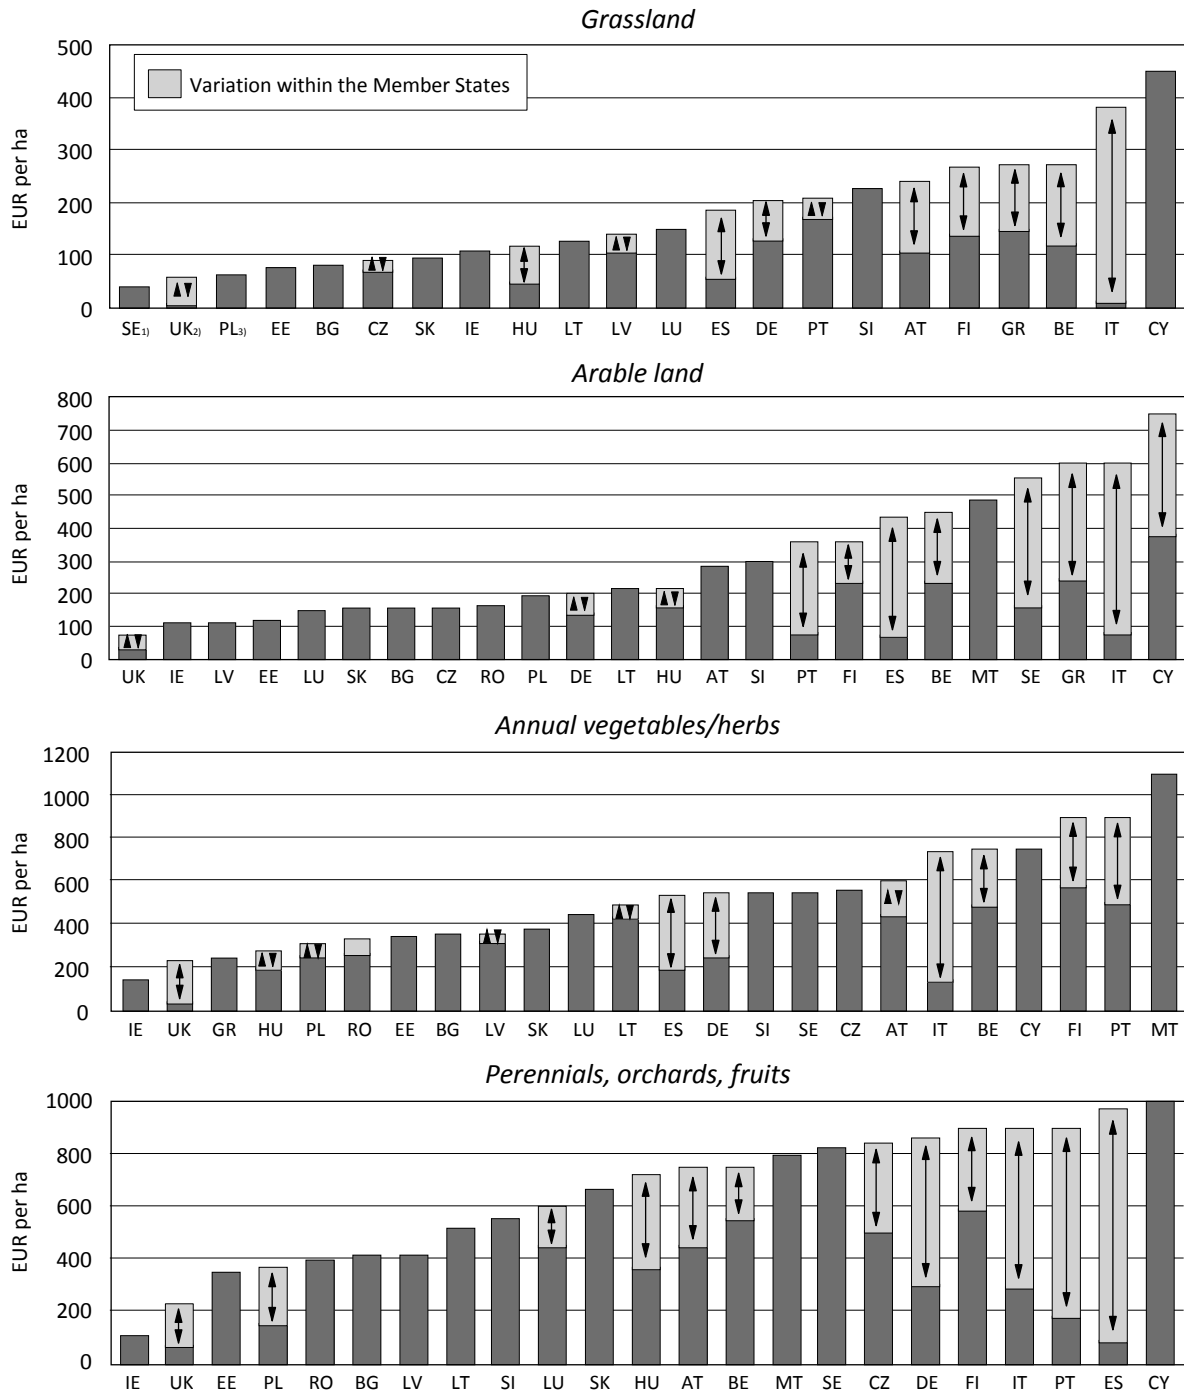 Grassland
500
400
300
200
100
0
EUR per ha
Variation within the Member States
SE1) UK2) PL3) EE BG CZ SK IE HU LT LV LU ES DE PT SI AT FI GR BE IT CY
Arable land
800
700
600
500
400
300
200
100
0
EUR per ha
UK IE LV EE LU SK BG CZ RO PL DE LT HU AT SI PT FI ES BE MT SE GR IT CY
Annual vegetables/herbs
1200
1000
800
600
400
200
0
EUR per ha
IE UK GR HU PL RO EE BG LV SK LU LT ES DE SI SE CZ AT IT BE CY FI PT MT
Perennials, orchards, fruits
1000
800
600
400
200
0
EUR per ha
IE UK EE PL RO BG LV LT SI LU SK HU AT BE MT SE CZ DE FI IT PT ES CY